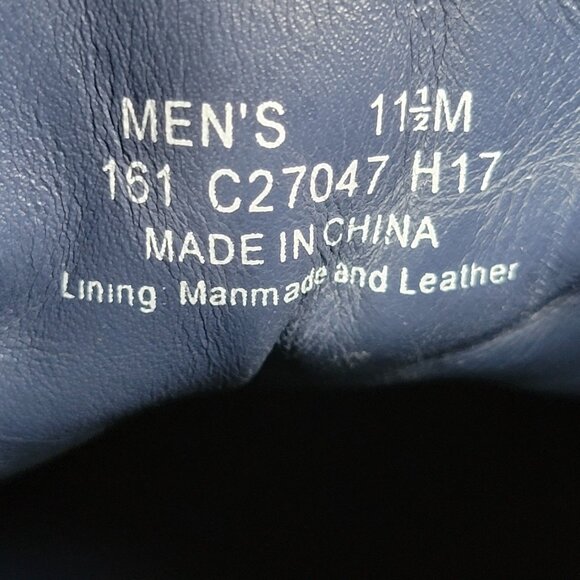 MEN'S 11½M
161 C27047 H17
MADE IN CHINA
Lining: Manmade and Leather